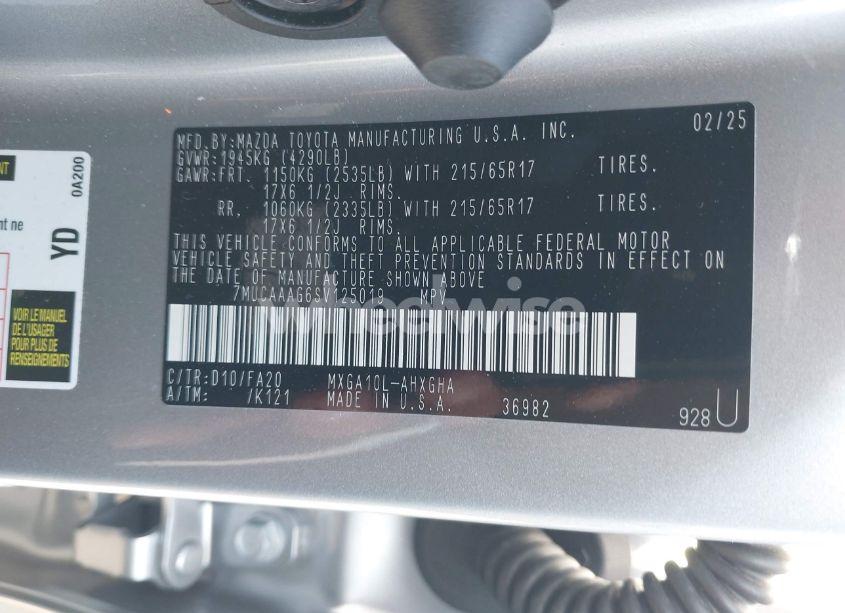 MFD.BY:MAZDA TOYOTA MANUFACTURING U.S.A. INC. 02/25
GVWR:1945KG (4290LB)
GAWR:FRT. 1150KG (2535LB) WITH 215/65R17 TIRES.
17X6 1/2J RIMS.
RR. 1060KG (2335LB) WITH 215/65R17 TIRES.
17X6 1/2J RIMS.
THIS VEHICLE CONFORMS TO ALL APPLICABLE FEDERAL MOTOR
VEHICLE SAFETY AND THEFT PREVENTION STANDARDS IN EFFECT ON
THE DATE OF MANUFACTURE SHOWN ABOVE
7MUCAAAG6SV125019 MPV
wheelwise
C/TR:D10/FA20 MXGA10L-AHXGHA
A/TM: /K121 MADE IN U.S.A. 36982 928 U
0A200
YD
ne
VOIR LE MANUEL
DE L'USAGER
POUR PLUS DE
RENSEIGNEMENTS